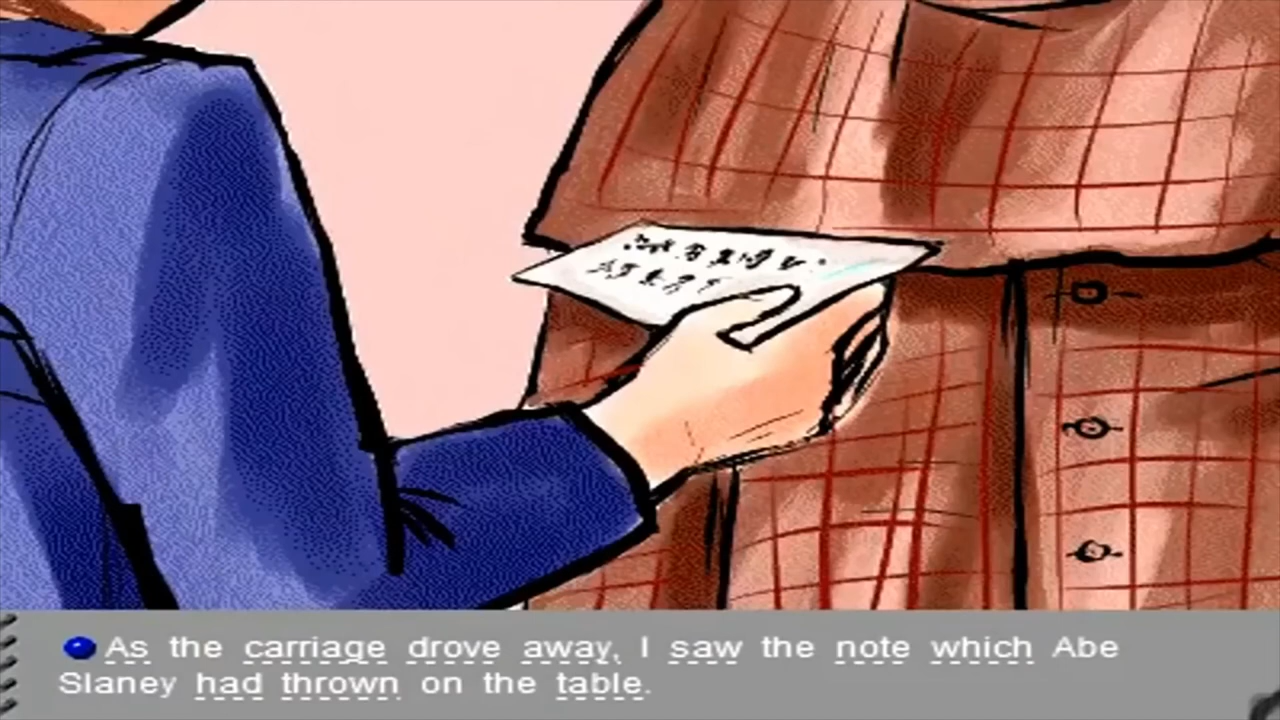 As the carriage drove away, I saw the note which Abe
Slaney had thrown on the table.